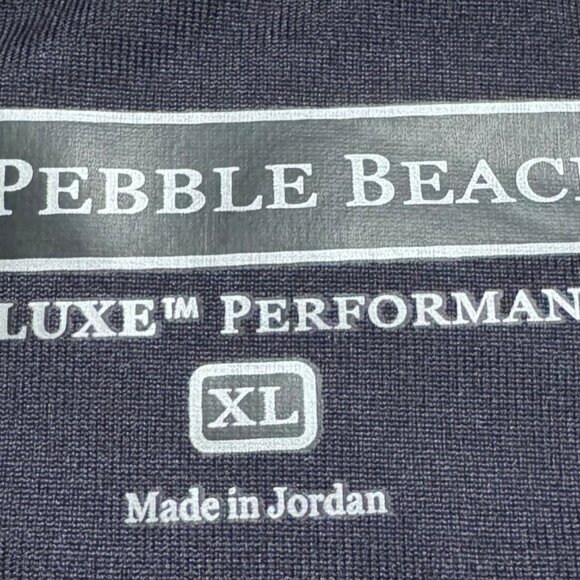 PEBBLE BEAC
LUXE™ PERFORMAN
XL
Made in Jordan